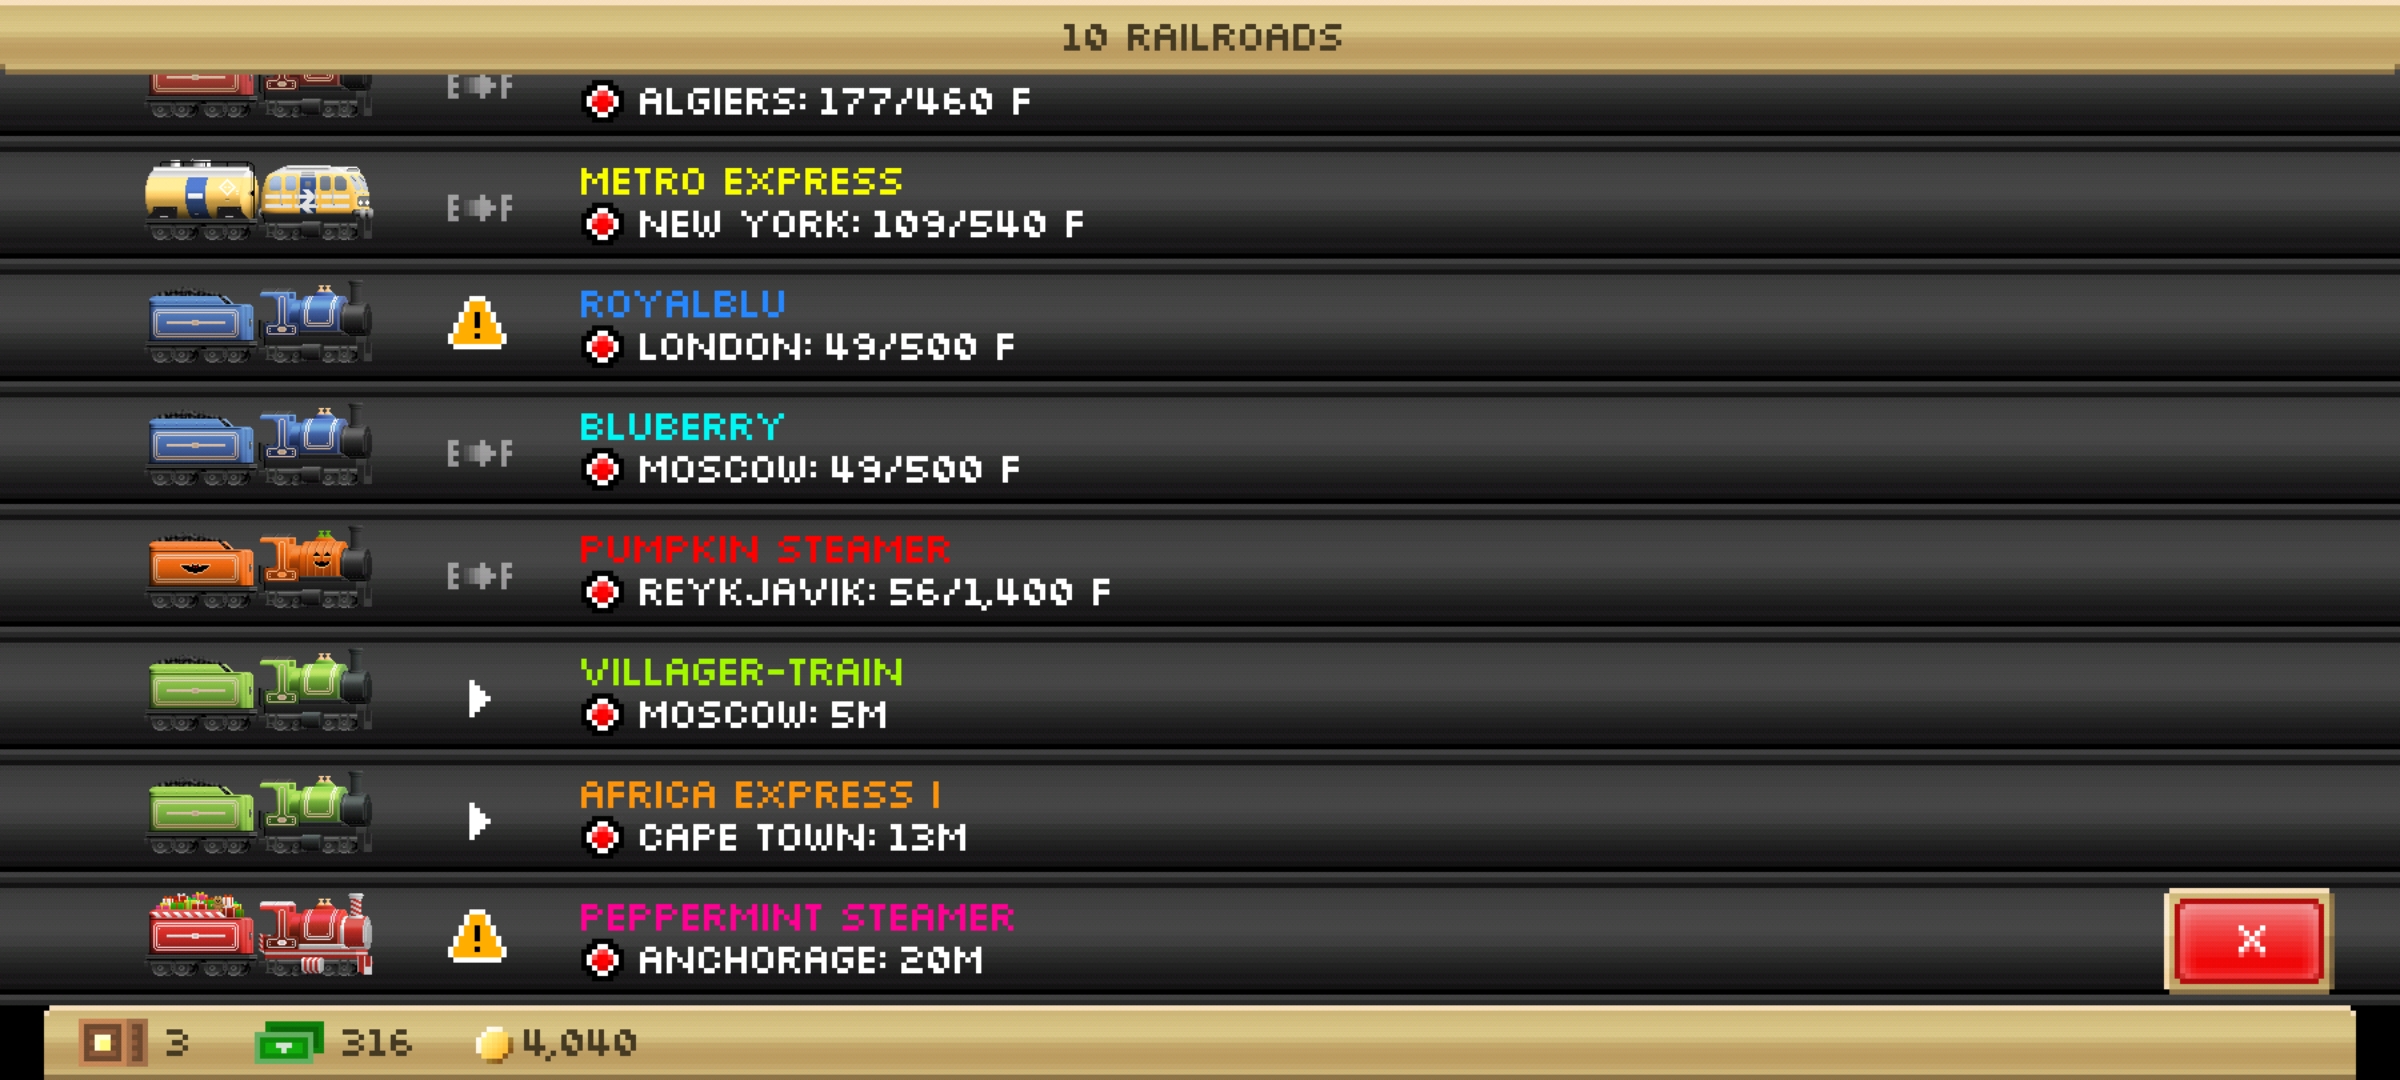 10 RAILROADS
E F
ALGIERS: 177/460 F
METRO EXPRESS
E F
NEW YORK: 109/540 F
ROYALBLU
!
LONDON: 49/500 F
BLUBERRY
E F
MOSCOW: 49/500 F
PUMPKIN STEAMER
E F
REYKJAVIK: 56/1,400 F
VILLAGER-TRAIN
MOSCOW: 5M
AFRICA EXPRESS I
CAPE TOWN: 13M
PEPPERMINT STEAMER
!
ANCHORAGE: 20M
X
3 316 4,040